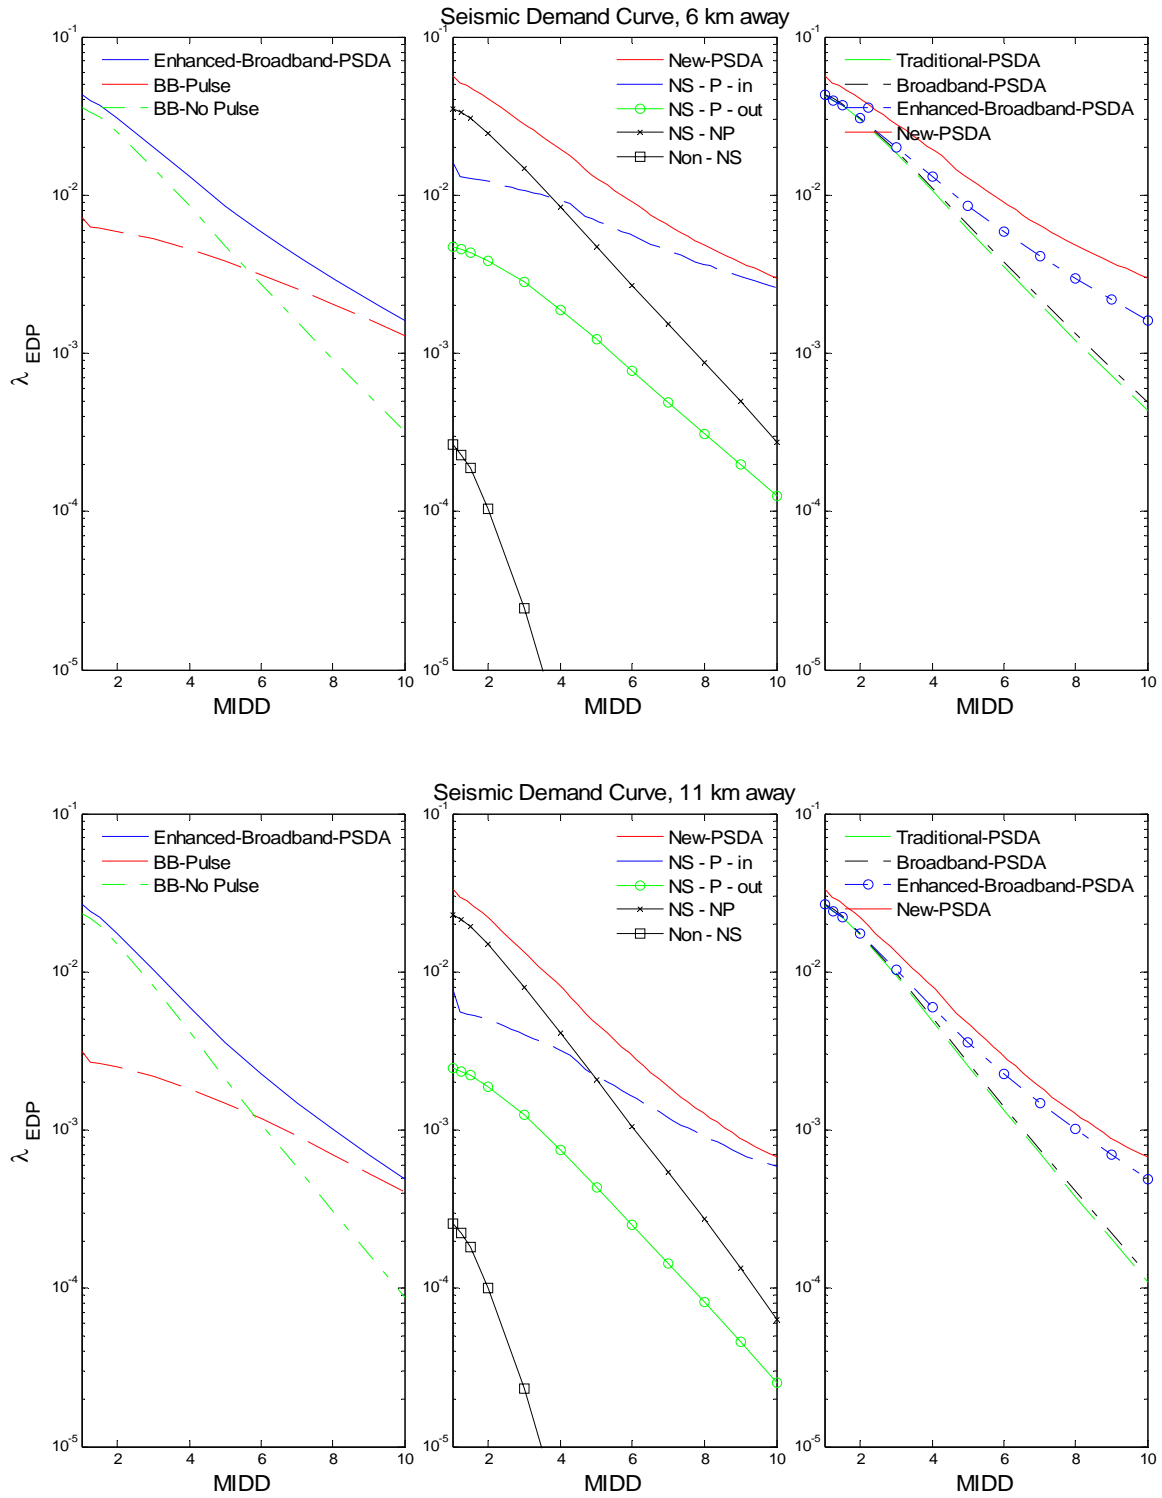 Seismic Demand Curve, 6 km away
λ EDP
10^-1
10^-2
10^-3
10^-4
10^-5
2 4 6 8 10
MIDD
Enhanced-Broadband-PSDA
BB-Pulse
BB-No Pulse
10^-1
10^-2
10^-3
10^-4
10^-5
2 4 6 8 10
MIDD
New-PSDA
NS - P - in
NS - P - out
NS - NP
Non - NS
10^-1
10^-2
10^-3
10^-4
10^-5
2 4 6 8 10
MIDD
Traditional-PSDA
Broadband-PSDA
Enhanced-Broadband-PSDA
New-PSDA
Seismic Demand Curve, 11 km away
λ EDP
10^-1
10^-2
10^-3
10^-4
10^-5
2 4 6 8 10
MIDD
Enhanced-Broadband-PSDA
BB-Pulse
BB-No Pulse
10^-1
10^-2
10^-3
10^-4
10^-5
2 4 6 8 10
MIDD
New-PSDA
NS - P - in
NS - P - out
NS - NP
Non - NS
10^-1
10^-2
10^-3
10^-4
10^-5
2 4 6 8 10
MIDD
Traditional-PSDA
Broadband-PSDA
Enhanced-Broadband-PSDA
New-PSDA